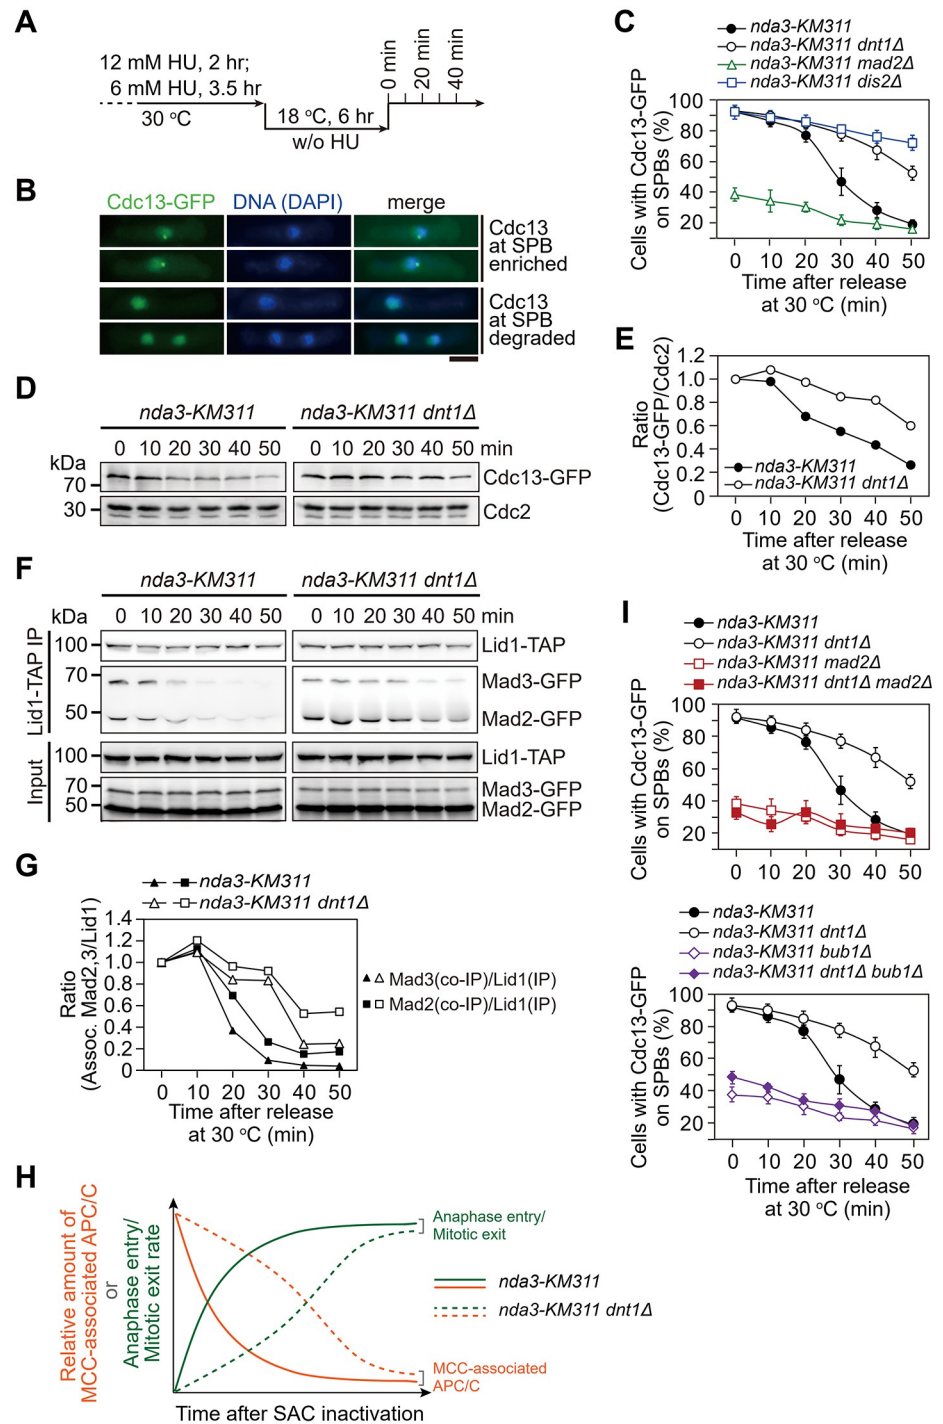 A
12 mM HU, 2 hr;
6 mM HU, 3.5 hr
30 ºC
18 ºC, 6 hr
w/o HU
0 min
20 min
40 min
B
Cdc13-GFP
DNA (DAPI)
merge
Cdc13
at SPB
enriched
Cdc13
at SPB
degraded
C
nda3-KM311
nda3-KM311 dnt1Δ
nda3-KM311 mad2Δ
nda3-KM311 dis2Δ
Cells with Cdc13-GFP
on SPBs (%)
100
80
60
40
20
0 10 20 30 40 50
Time after release
at 30 ºC (min)
D
nda3-KM311
nda3-KM311 dnt1Δ
0 10 20 30 40 50
0 10 20 30 40 50 min
kDa
70
30
Cdc13-GFP
Cdc2
E
Ratio
(Cdc13-GFP/Cdc2)
1.2
1.0
0.8
0.6
0.4
0.2
0
nda3-KM311
nda3-KM311 dnt1Δ
0 10 20 30 40 50
Time after release
at 30 ºC (min)
F
nda3-KM311
nda3-KM311 dnt1Δ
kDa
0 10 20 30 40 50
0 10 20 30 40 50 min
Lid1-TAP IP
100
70
50
Lid1-TAP
Mad3-GFP
Mad2-GFP
Input
100
70
50
Lid1-TAP
Mad3-GFP
Mad2-GFP
G
nda3-KM311
nda3-KM311 dnt1Δ
Ratio
(Assoc. Mad2,3/Lid1)
1.4
1.2
1.0
0.8
0.6
0.4
0.2
0
Mad3(co-IP)/Lid1(IP)
Mad2(co-IP)/Lid1(IP)
0 10 20 30 40 50
Time after release
at 30 ºC (min)
H
Relative amount of
MCC-associated APC/C
or
Anaphase entry/
Mitotic exit rate
Anaphase entry/
Mitotic exit
nda3-KM311
nda3-KM311 dnt1Δ
MCC-associated
APC/C
Time after SAC inactivation
I
nda3-KM311
nda3-KM311 dnt1Δ
nda3-KM311 mad2Δ
nda3-KM311 dnt1Δ mad2Δ
Cells with Cdc13-GFP
on SPBs (%)
100
80
60
40
20
0 10 20 30 40 50
nda3-KM311
nda3-KM311 dnt1Δ
nda3-KM311 bub1Δ
nda3-KM311 dnt1Δ bub1Δ
Cells with Cdc13-GFP
on SPBs (%)
100
80
60
40
20
0 10 20 30 40 50
Time after release
at 30 ºC (min)